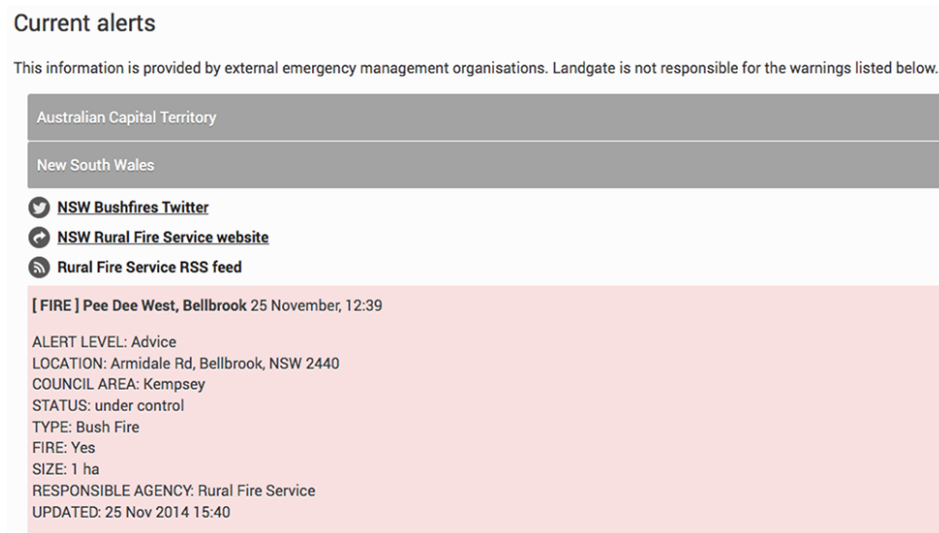 Current alerts
This information is provided by external emergency management organisations. Landgate is not responsible for the warnings listed below.
Australian Capital Territory
New South Wales
NSW Bushfires Twitter
NSW Rural Fire Service website
Rural Fire Service RSS feed
[ FIRE ] Pee Dee West, Bellbrook 25 November, 12:39
ALERT LEVEL: Advice
LOCATION: Armidale Rd, Bellbrook, NSW 2440
COUNCIL AREA: Kempsey
STATUS: under control
TYPE: Bush Fire
FIRE: Yes
SIZE: 1 ha
RESPONSIBLE AGENCY: Rural Fire Service
UPDATED: 25 Nov 2014 15:40